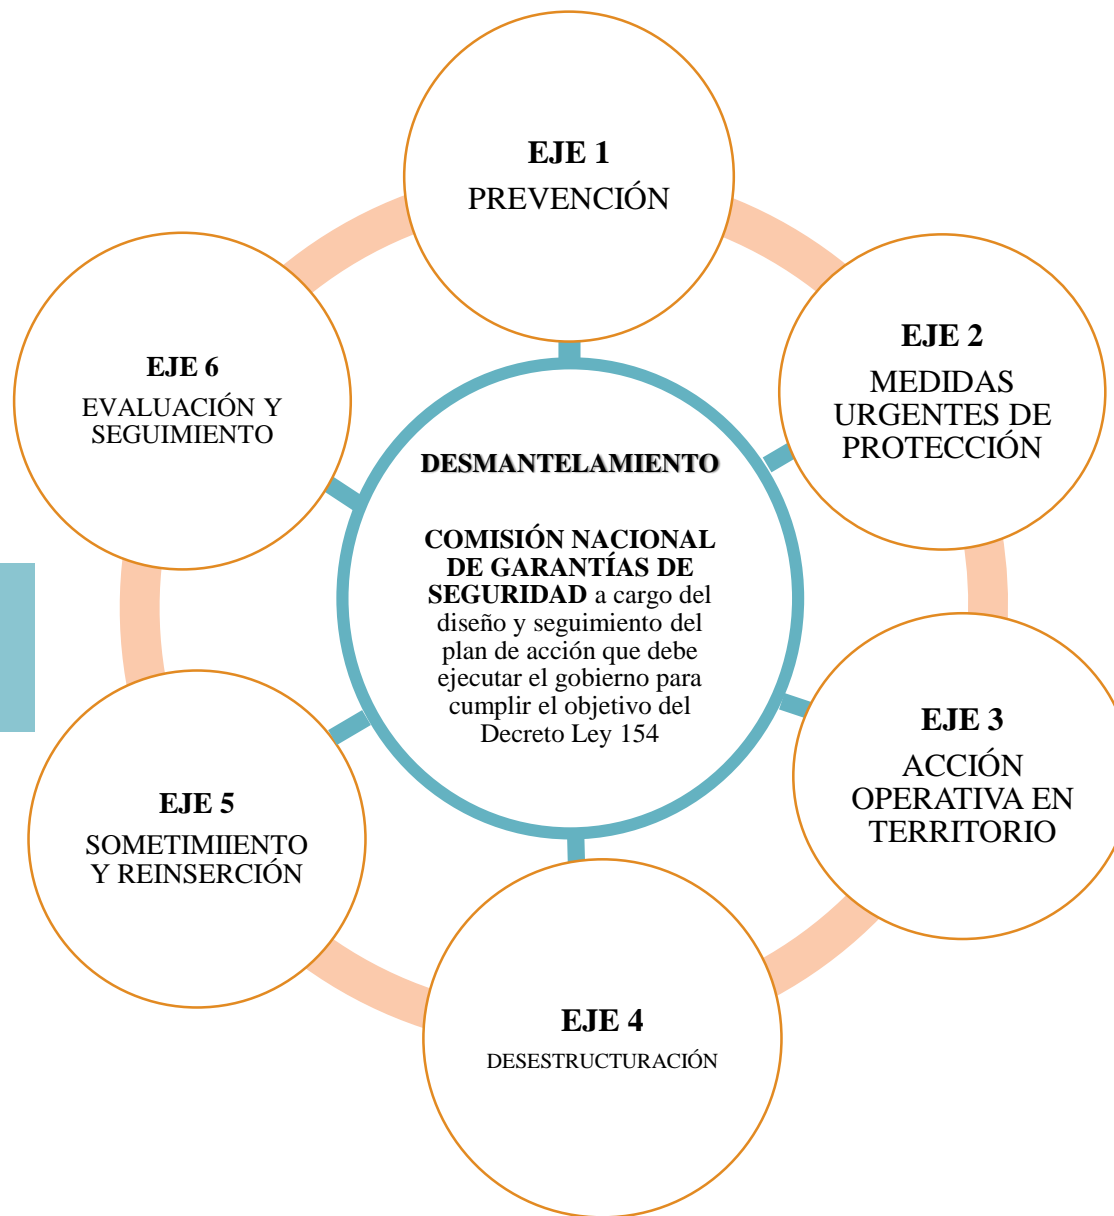 EJE 1
PREVENCIÓN
EJE 2
MEDIDAS
URGENTES DE
PROTECCIÓN
EJE 3
ACCIÓN
OPERATIVA EN
TERRITORIO
EJE 4
DESESTRUCTURACIÓN
EJE 5
SOMETIMIIENTO
Y REINSERCIÓN
EJE 6
EVALUACIÓN Y
SEGUIMIENTO
DESMANTELAMIENTO
COMISIÓN NACIONAL
DE GARANTÍAS DE
SEGURIDAD a cargo del
diseño y seguimiento del
plan de acción que debe
ejecutar el gobierno para
cumplir el objetivo del
Decreto Ley 154